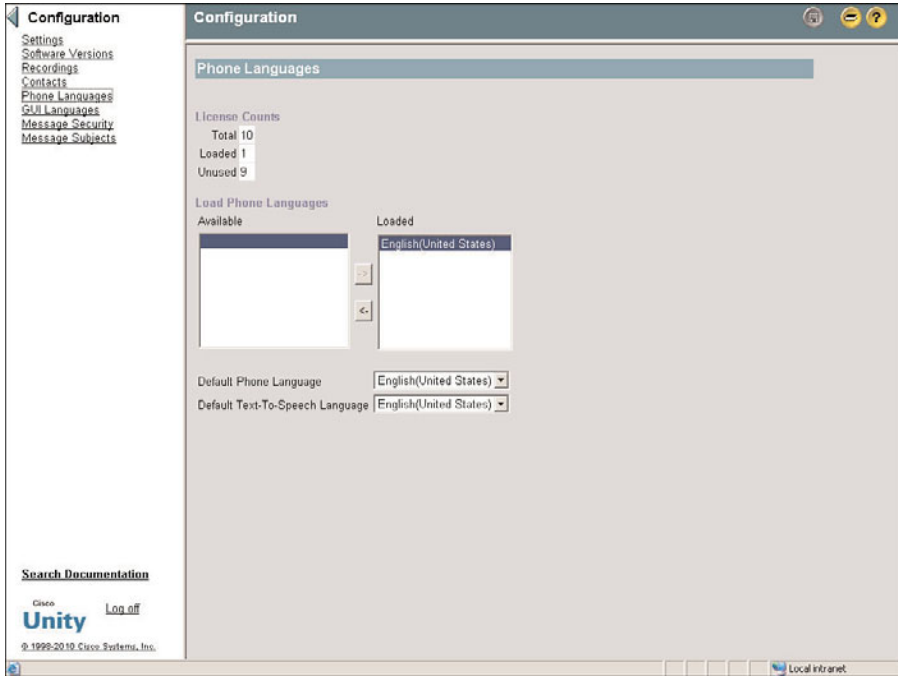 Configuration
Settings
Software Versions
Recordings
Contacts
Phone Languages
GUI Languages
Message Security
Message Subjects
Search Documentation
Cisco
Unity
Log off
© 1998-2010 Cisco Systems, Inc.
Configuration
?
Phone Languages
License Counts
Total 10
Loaded 1
Unused 9
Load Phone Languages
Available Loaded
English(United States)
->
<-
Default Phone Language English(United States)
Default Text-To-Speech Language English(United States)
Local intranet